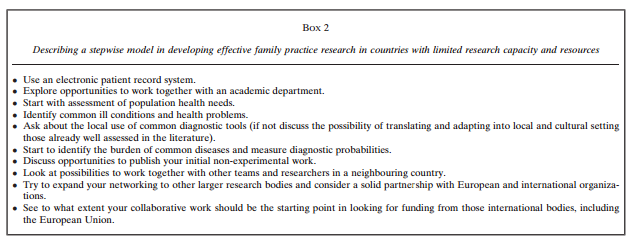 Box 2
Describing a stepwise model in developing effective family practice research in countries with limited research capacity and resources
• Use an electronic patient record system.
• Explore opportunities to work together with an academic department.
• Start with assessment of population health needs.
• Identify common ill conditions and health problems.
• Ask about the local use of common diagnostic tools (if not discuss the possibility of translating and adapting into local and cultural setting
those already well assessed in the literature).
• Start to identify the burden of common diseases and measure diagnostic probabilities.
• Discuss opportunities to publish your initial non-experimental work.
• Look at possibilities to work together with other teams and researchers in a neighbouring country.
• Try to expand your networking to other larger research bodies and consider a solid partnership with European and international organiza-
tions.
• See to what extent your collaborative work should be the starting point in looking for funding from those international bodies, including
the European Union.